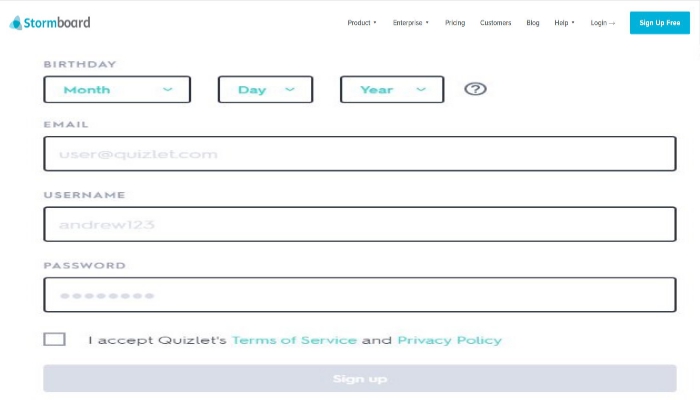 Stormboard Product Enterprise Pricing Customers Blog Help Login → Sign Up Free
BIRTHDAY
Month Day Year ?
EMAIL
user@quizlet.com
USERNAME
andrew123
PASSWORD
●●●●●●●●
I accept Quizlet's Terms of Service and Privacy Policy
Sign up